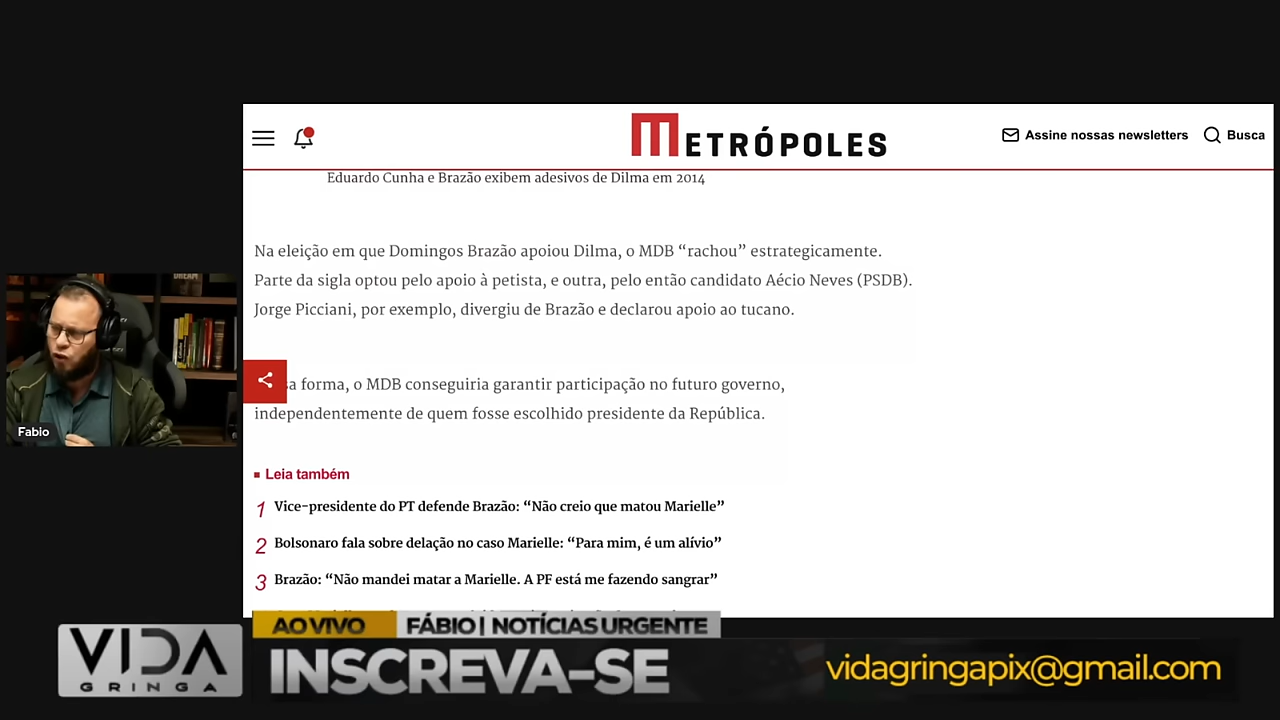 METRÓPOLES
Assine nossas newsletters
Busca
Eduardo Cunha e Brazão exibem adesivos de Dilma em 2014
Na eleição em que Domingos Brazão apoiou Dilma, o MDB “rachou” estrategicamente.
Parte da sigla optou pelo apoio à petista, e outra, pelo então candidato Aécio Neves (PSDB).
Jorge Picciani, por exemplo, divergiu de Brazão e declarou apoio ao tucano.
a forma, o MDB conseguiria garantir participação no futuro governo,
independentemente de quem fosse escolhido presidente da República.
Leia também
1 Vice-presidente do PT defende Brazão: “Não creio que matou Marielle”
2 Bolsonaro fala sobre delação no caso Marielle: “Para mim, é um alívio”
3 Brazão: “Não mandei matar a Marielle. A PF está me fazendo sangrar”
DREAM
Fabio
AO VIVO
FÁBIO | NOTÍCIAS URGENTE
VIDA
GRINGA
INSCREVA-SE
vidagringapix@gmail.com